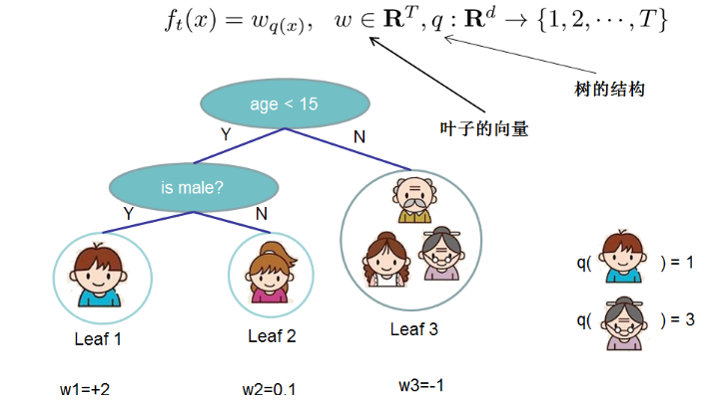 f_t(x) = w_{q(x)}, w ∈ R^T, q : R^d → {1, 2, ⋯ , T}
树的结构
叶子的向量
age < 15
Y N
is male?
Y N
q( ) = 1
q( ) = 3
Leaf 1 Leaf 2 Leaf 3
w1=+2 w2=0.1 w3=-1